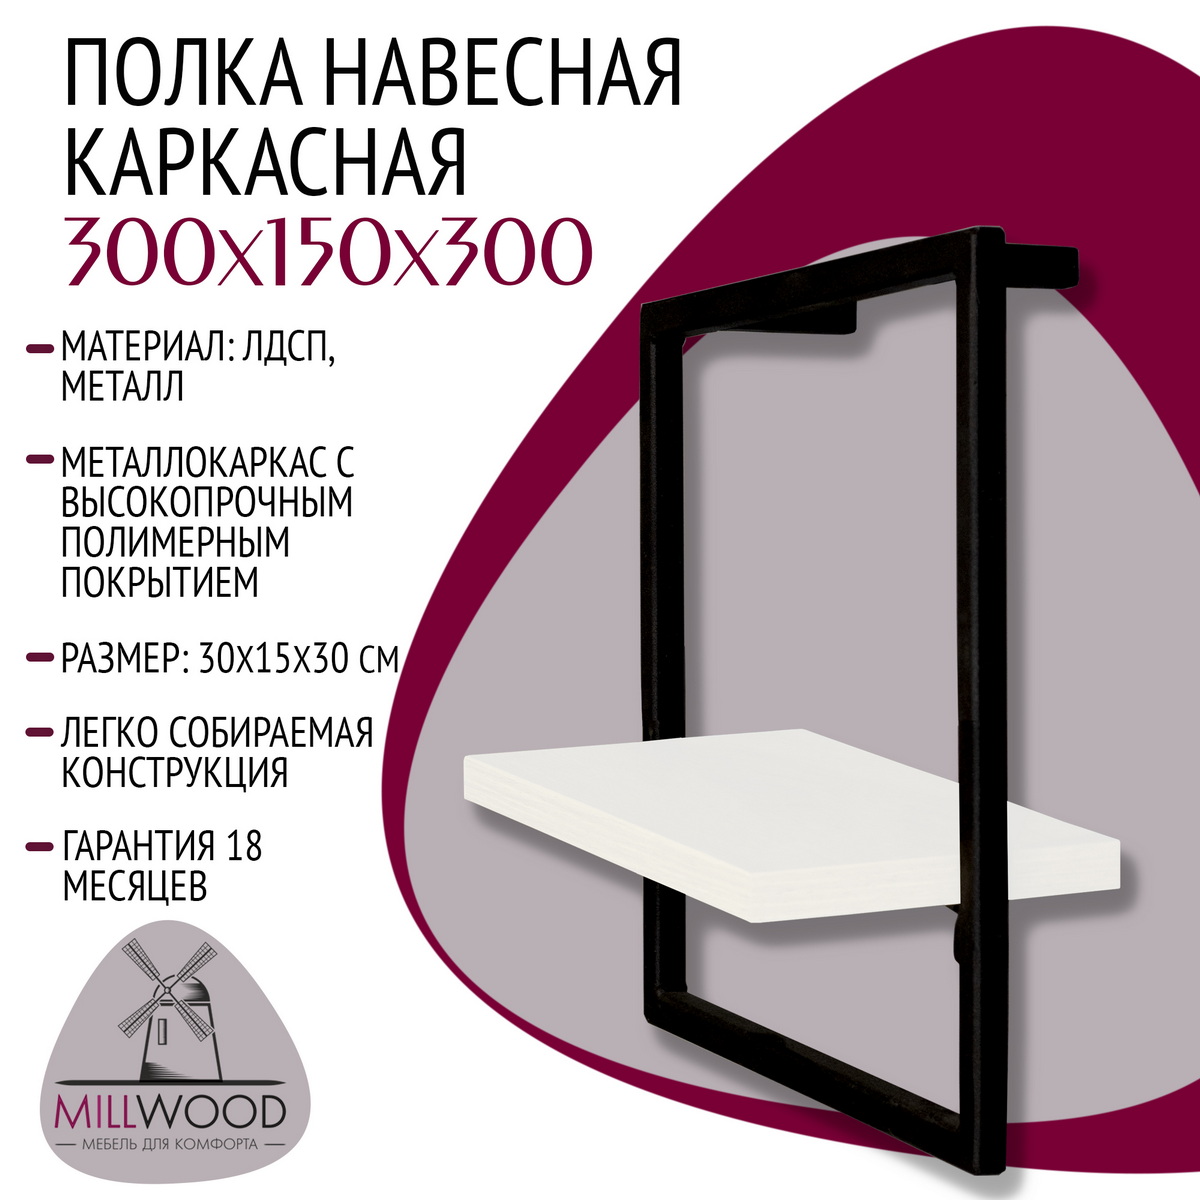 ПОЛКА НАВЕСНАЯ
КАРКАСНАЯ
300х150х300
МАТЕРИАЛ: ЛДСП,
МЕТАЛЛ
МЕТАЛЛОКАРКАС С
ВЫСОКОПРОЧНЫМ
ПОЛИМЕРНЫМ
ПОКРЫТИЕМ
РАЗМЕР: 30Х15Х30 СМ
ЛЕГКО СОБИРАЕМАЯ
КОНСТРУКЦИЯ
ГАРАНТИЯ 18
МЕСЯЦЕВ
MILLWOOD
МЕБЕЛЬ ДЛЯ КОМФОРТА